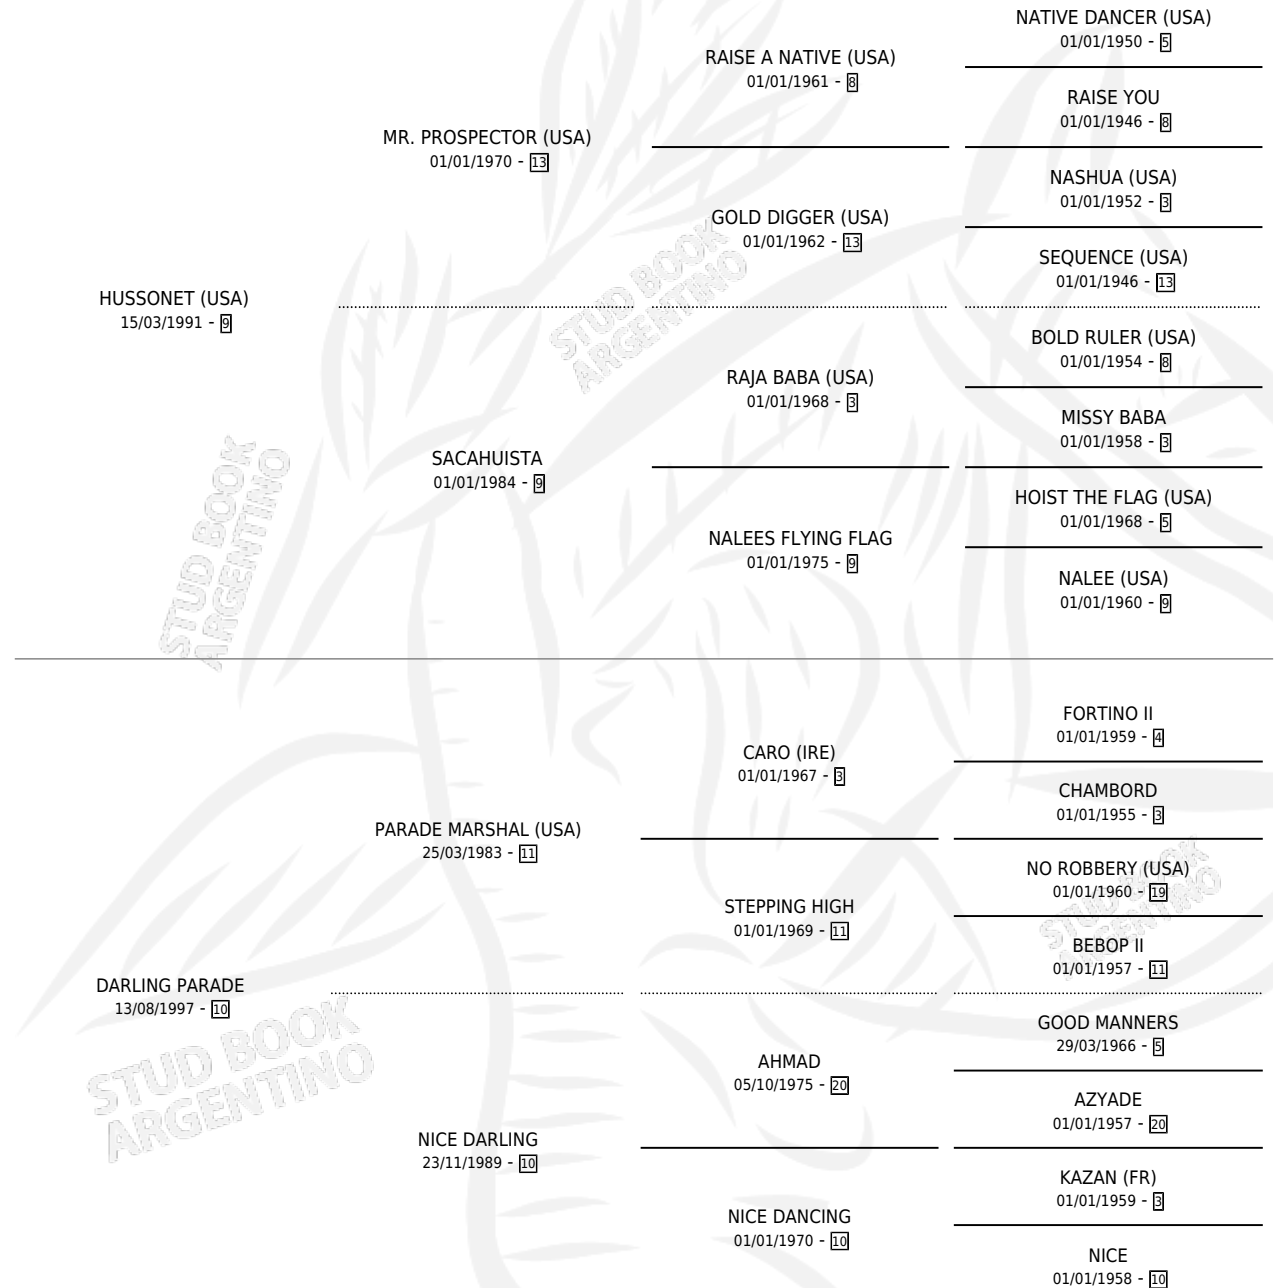 NATIVE DANCER (USA)
01/01/1950 - 5
RAISE A NATIVE (USA)
01/01/1961 - 8
RAISE YOU
01/01/1946 - 8
MR. PROSPECTOR (USA)
01/01/1970 - 13
NASHUA (USA)
01/01/1952 - 3
GOLD DIGGER (USA)
01/01/1962 - 13
SEQUENCE (USA)
01/01/1946 - 13
HUSSONET (USA)
15/03/1991 - 9
STUD BOOK
ARGENTINO
BOLD RULER (USA)
01/01/1954 - 8
RAJA BABA (USA)
01/01/1968 - 3
MISSY BABA
01/01/1958 - 3
SACAHUISTA
01/01/1984 - 9
HOIST THE FLAG (USA)
01/01/1968 - 5
NALEES FLYING FLAG
01/01/1975 - 9
NALEE (USA)
01/01/1960 - 9
STUD BOOK
ARGENTINO
FORTINO II
01/01/1959 - 4
CARO (IRE)
01/01/1967 - 3
CHAMBORD
01/01/1955 - 3
PARADE MARSHAL (USA)
25/03/1983 - 11
NO ROBBERY (USA)
01/01/1960 - 19
STEPPING HIGH
01/01/1969 - 11
BEBOP II
01/01/1957 - 11
STUD BOOK
ARGENTINO
DARLING PARADE
13/08/1997 - 10
GOOD MANNERS
29/03/1966 - 5
AHMAD
05/10/1975 - 20
AZYADE
01/01/1957 - 20
STUD BOOK
ARGENTINO
NICE DARLING
23/11/1989 - 10
KAZAN (FR)
01/01/1959 - 3
NICE DANCING
01/01/1970 - 10
NICE
01/01/1958 - 10